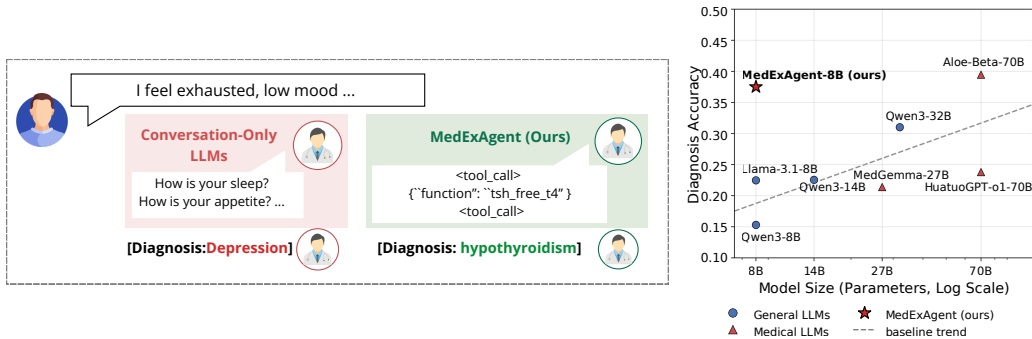 I feel exhausted, low mood ...
Conversation-Only
LLMs
How is your sleep?
How is your appetite? ...
[Diagnosis:Depression]
MedExAgent (Ours)
<tool_call>
{``function”: ``tsh_free_t4” }
<tool_call>
[Diagnosis: hypothyroidism]
Diagnosis Accuracy
0.50
0.45
0.40
0.35
0.30
0.25
0.20
0.15
0.10
MedExAgent-8B (ours)
Aloe-Beta-70B
Qwen3-32B
Llama-3.1-8B
Qwen3-14B
MedGemma-27B
HuatuoGPT-o1-70B
Qwen3-8B
8B
14B
27B
70B
Model Size (Parameters, Log Scale)
General LLMs
MedExAgent (ours)
Medical LLMs
baseline trend